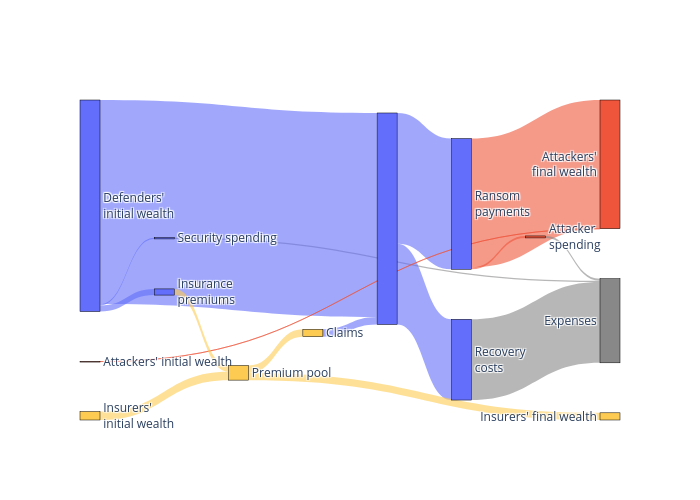 Defenders'
initial wealth
Security spending
Insurance
premiums
Attackers' initial wealth
Insurers'
initial wealth
Premium pool
Claims
Ransom
payments
Recovery
costs
Attackers'
final wealth
Attacker
spending
Expenses
Insurers' final wealth